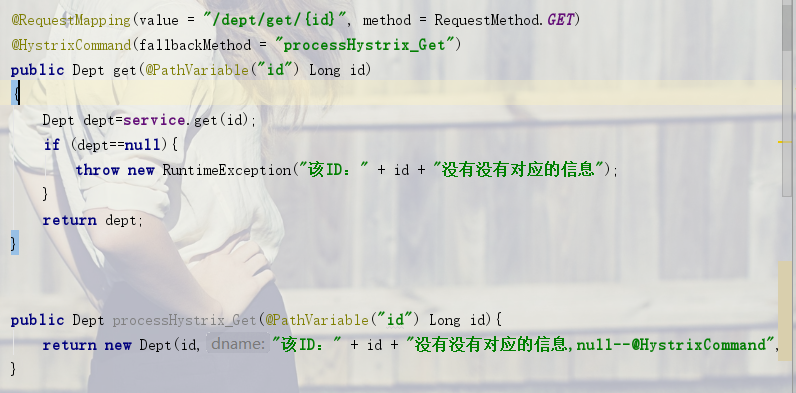 @RequestMapping(value = "/dept/get/{id}", method = RequestMethod.GET)
@HystrixCommand(fallbackMethod = "processHystrix_Get")
public Dept get(@PathVariable("id") Long id)
{
Dept dept=service.get(id);
if (dept==null){
throw new RuntimeException("该ID：" + id + "没有没有对应的信息");
}
return dept;
}
public Dept processHystrix_Get(@PathVariable("id") Long id){
return new Dept(id, dname: "该ID：" + id + "没有没有对应的信息,null--@HystrixCommand",
}